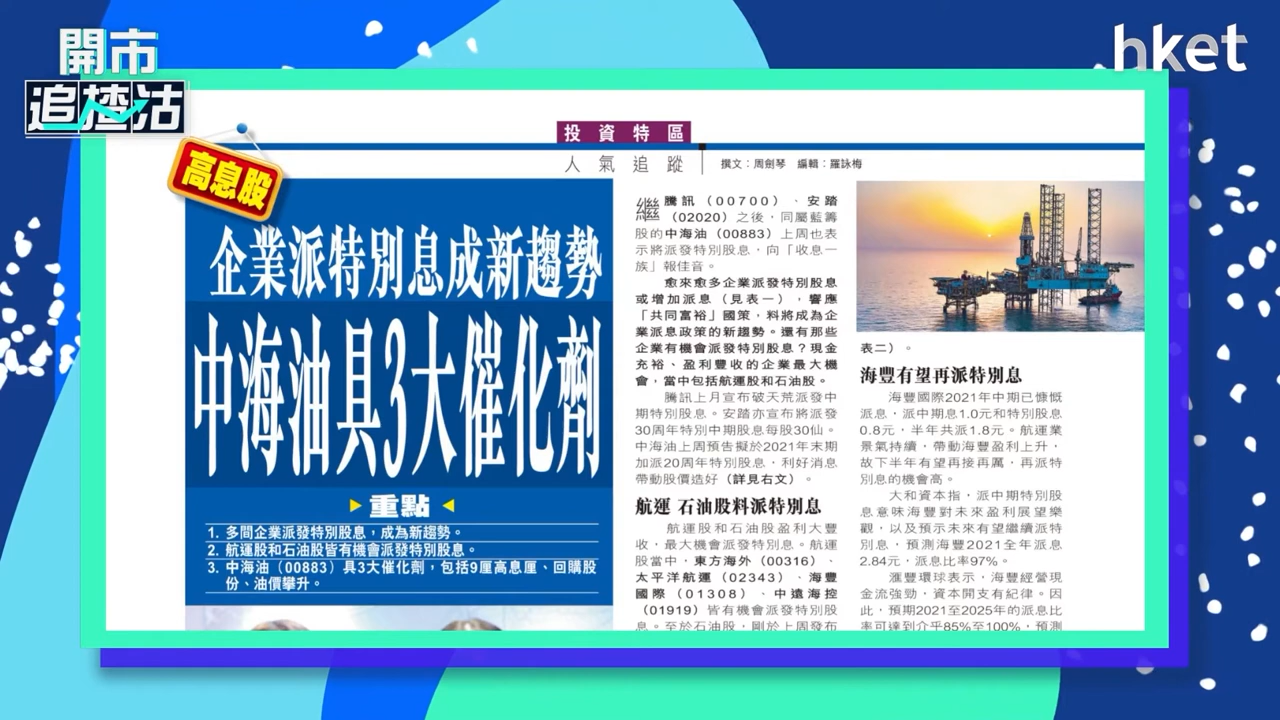 開市
追揸沽
hket
投資特區
人氣追蹤
撰文：周劍琴 編輯：羅詠梅
高息股
企業派特別息成新趨勢
中海油具3大催化劑
重點
1. 多間企業派發特別股息，成為新趨勢。
2. 航運股和石油股皆有機會派發特別股息。
3. 中海油（00883）具3大催化劑，包括9厘高息厘、回購股
份、油價攀升。
繼騰訊（00700）、安踏
（02020）之後，同屬藍籌
股的中海油（00883）上周也表
示將派發特別股息，向「收息一
族」報佳音。
愈來愈多企業派發特別股息
或增加派息（見表一），響應
「共同富裕」國策，料將成為企
業派息政策的新趨勢。還有那些
企業有機會派發特別股息？現金
充裕、盈利豐收的企業最大機
會，當中包括航運股和石油股。
騰訊上月宣布破天荒派發中
期特別股息。安踏亦宣布將派發
30周年特別中期股息每股30仙。
中海油上周預告擬於2021年末期
加派20周年特別股息，利好消息
帶動股價造好（詳見右文）。
航運 石油股料派特別息
航運股和石油股盈利大豐
收，最大機會派發特別息。航運
股當中，東方海外（00316）、
太平洋航運（02343）、海豐
國際（01308）、中遠海控
（01919）皆有機會派發特別股
息。至於石油股，剛於上周發布
表二）。
海豐有望再派特別息
海豐國際2021年中期已慷慨
派息，派中期息1.0元和特別股息
0.8元，半年共派1.8元。航運業
景氣持續，帶動海豐盈利上升，
故下半年有望再接再厲，再派特
別息的機會高。
大和資本指，派中期特別股
息意味海豐對未來盈利展望樂
觀，以及預示未來有望繼續派特
別息，預測海豐2021全年派息
2.84元，派息比率97%。
滙豐環球表示，海豐經營現
金流強勁，資本開支有紀律。因
此，預期2021至2025年的派息比
率可達到介乎85%至100%，預測